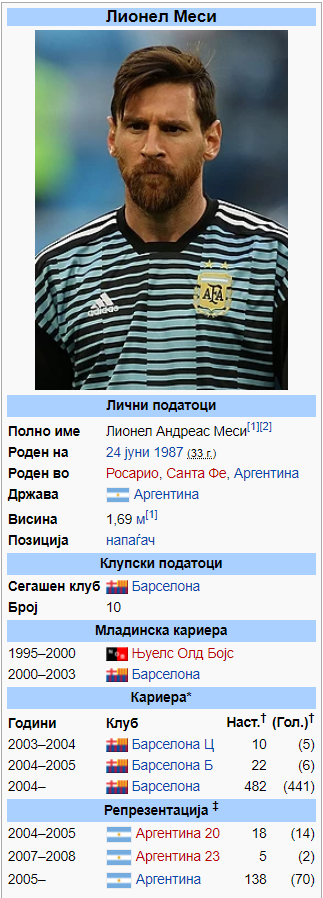 Лионел Меси
adidas
AFA
Лични податоци
Полно име Лионел Андреас Меси[1][2]
Роден на 24 јуни 1987 (33 г.)
Роден во Росарио, Санта Фе, Аргентина
Држава Аргентина
Висина 1,69 м[1]
Позиција напаѓач
Клупски податоци
Сегашен клуб Барселона
Број 10
Младинска кариера
1995–2000 Њуелс Олд Бојс
2000–2003 Барселона
Кариера*
Години Клуб Наст.† (Гол.)†
2003–2004 Барселона Ц 10 (5)
2004–2005 Барселона Б 22 (6)
2004– Барселона 482 (441)
Репрезентација ‡
2004–2005 Аргентина 20 18 (14)
2007–2008 Аргентина 23 5 (2)
2005– Аргентина 138 (70)